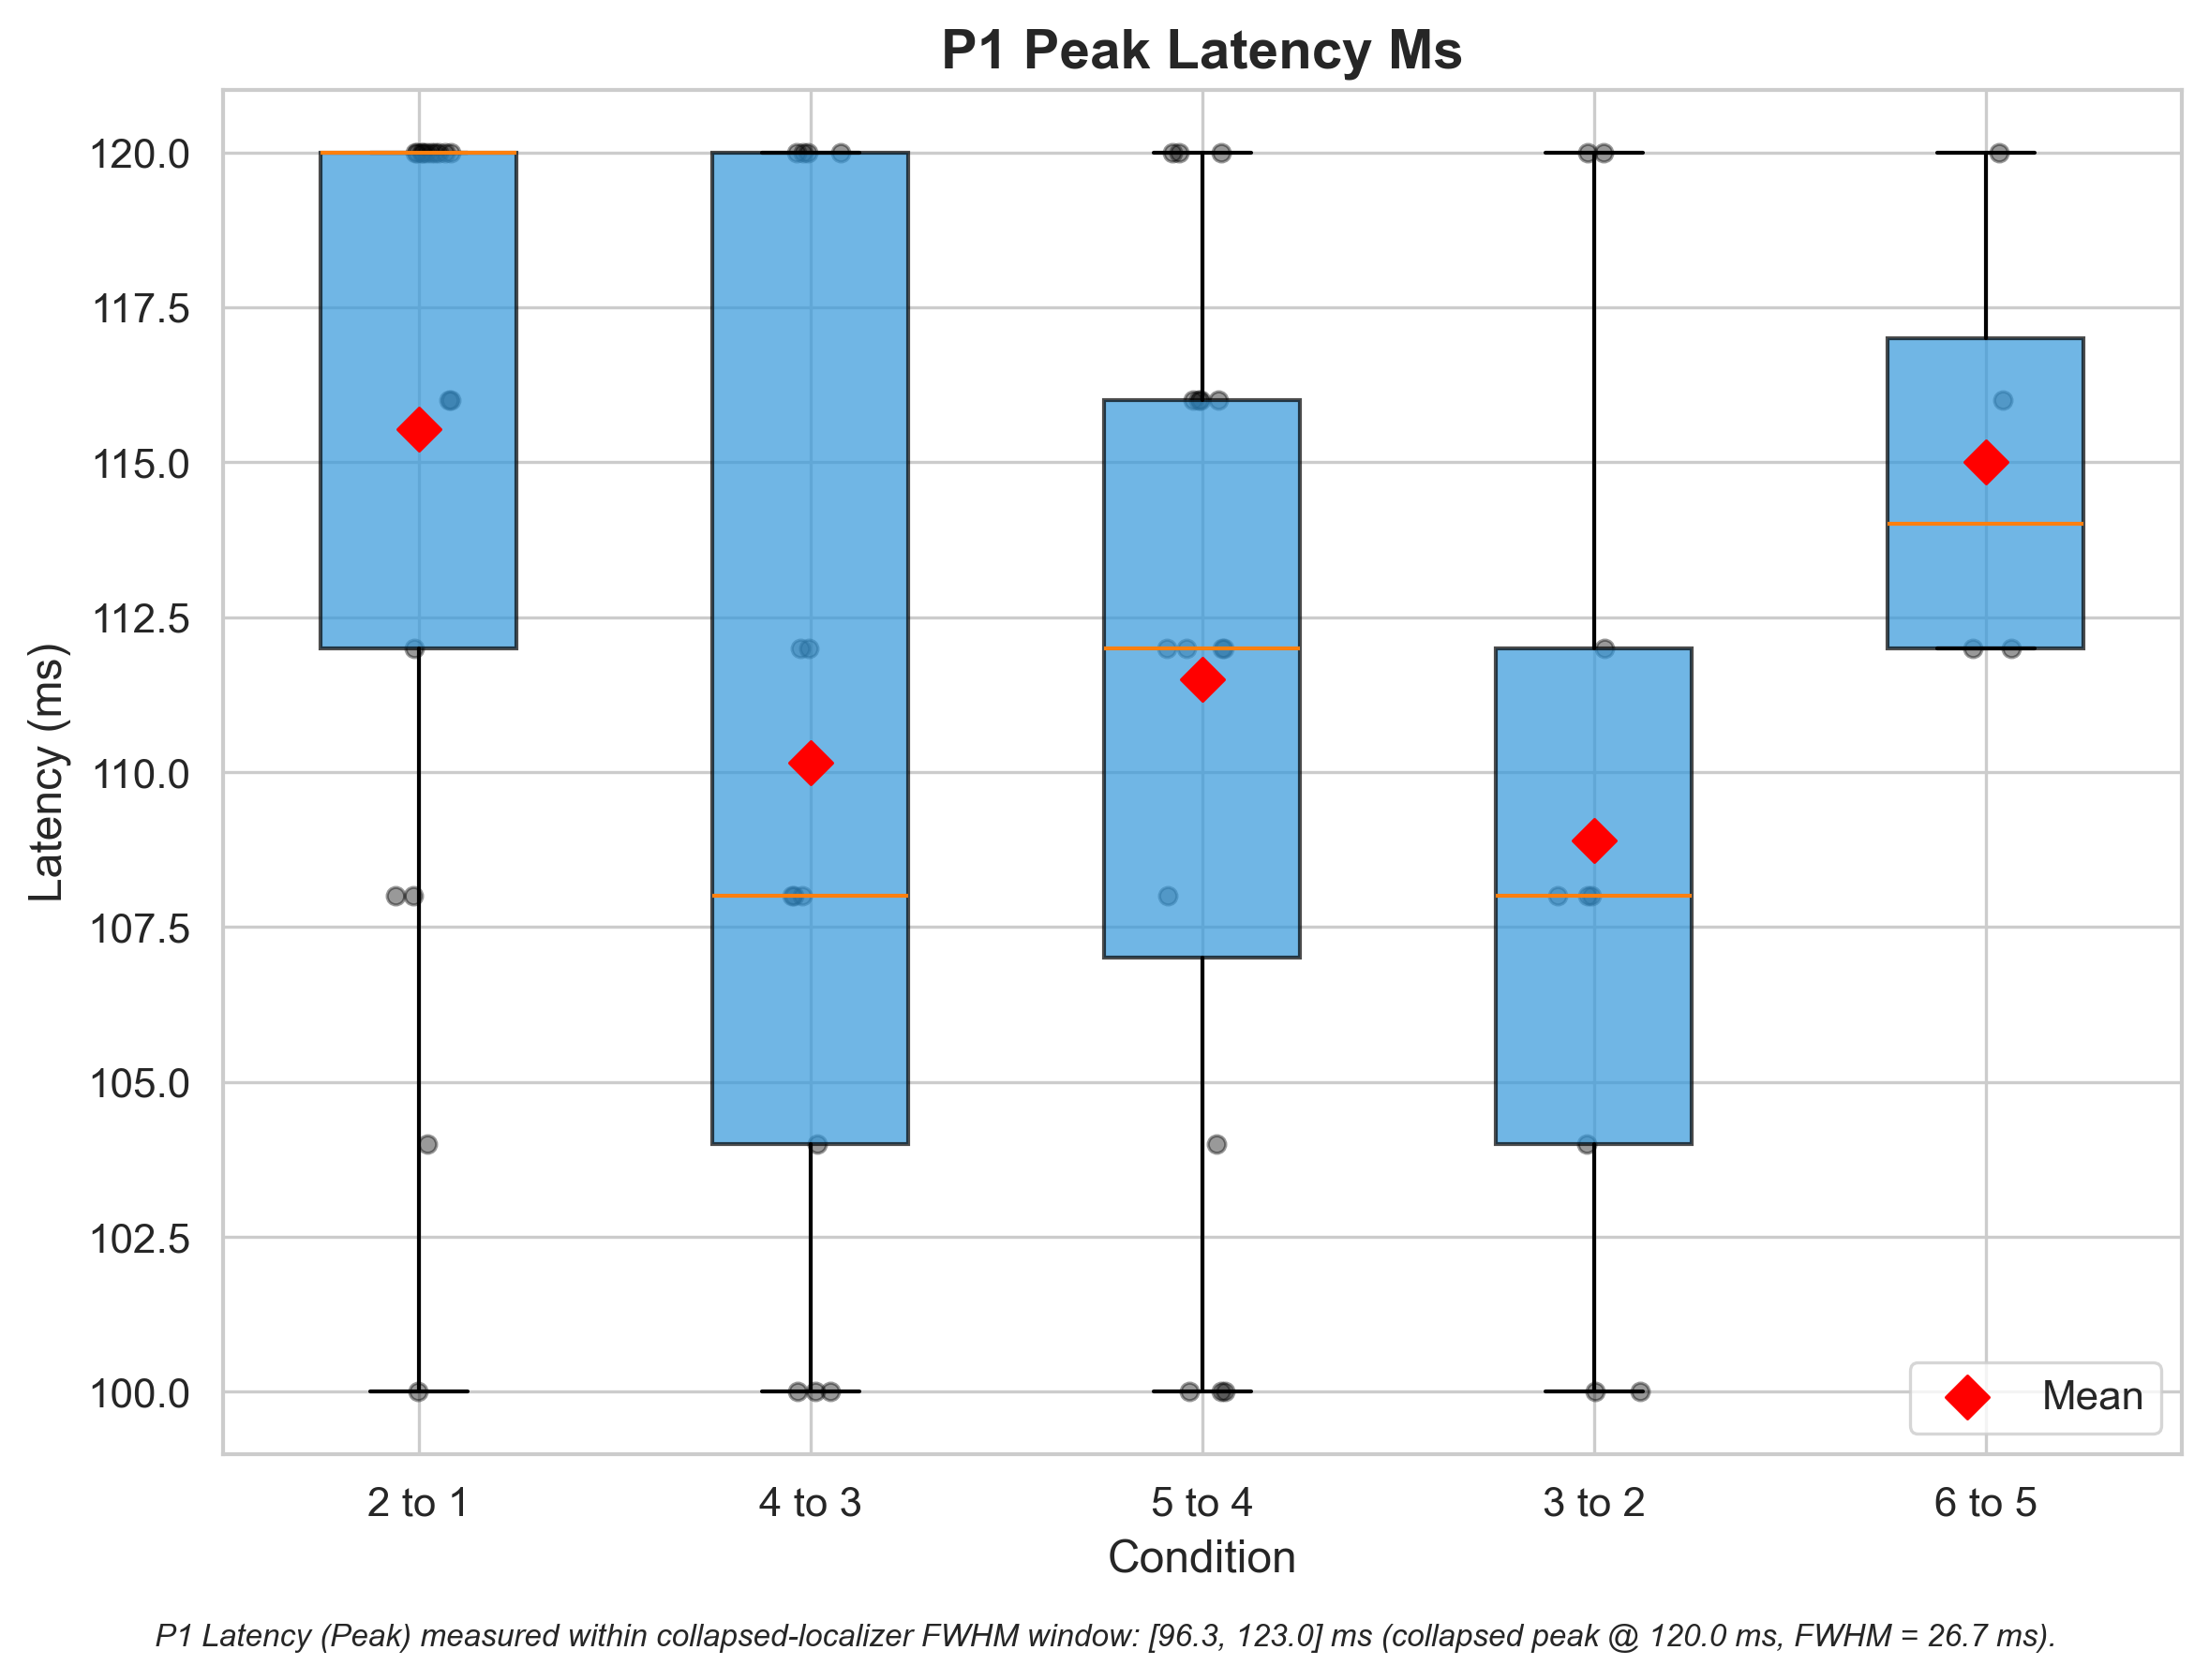 P1 Peak Latency Ms
120.0
117.5
115.0
112.5
110.0
107.5
105.0
102.5
100.0
Latency (ms)
Mean
2 to 1
4 to 3
5 to 4
3 to 2
6 to 5
Condition
P1 Latency (Peak) measured within collapsed-localizer FWHM window: [96.3, 123.0] ms (collapsed peak @ 120.0 ms, FWHM = 26.7 ms).